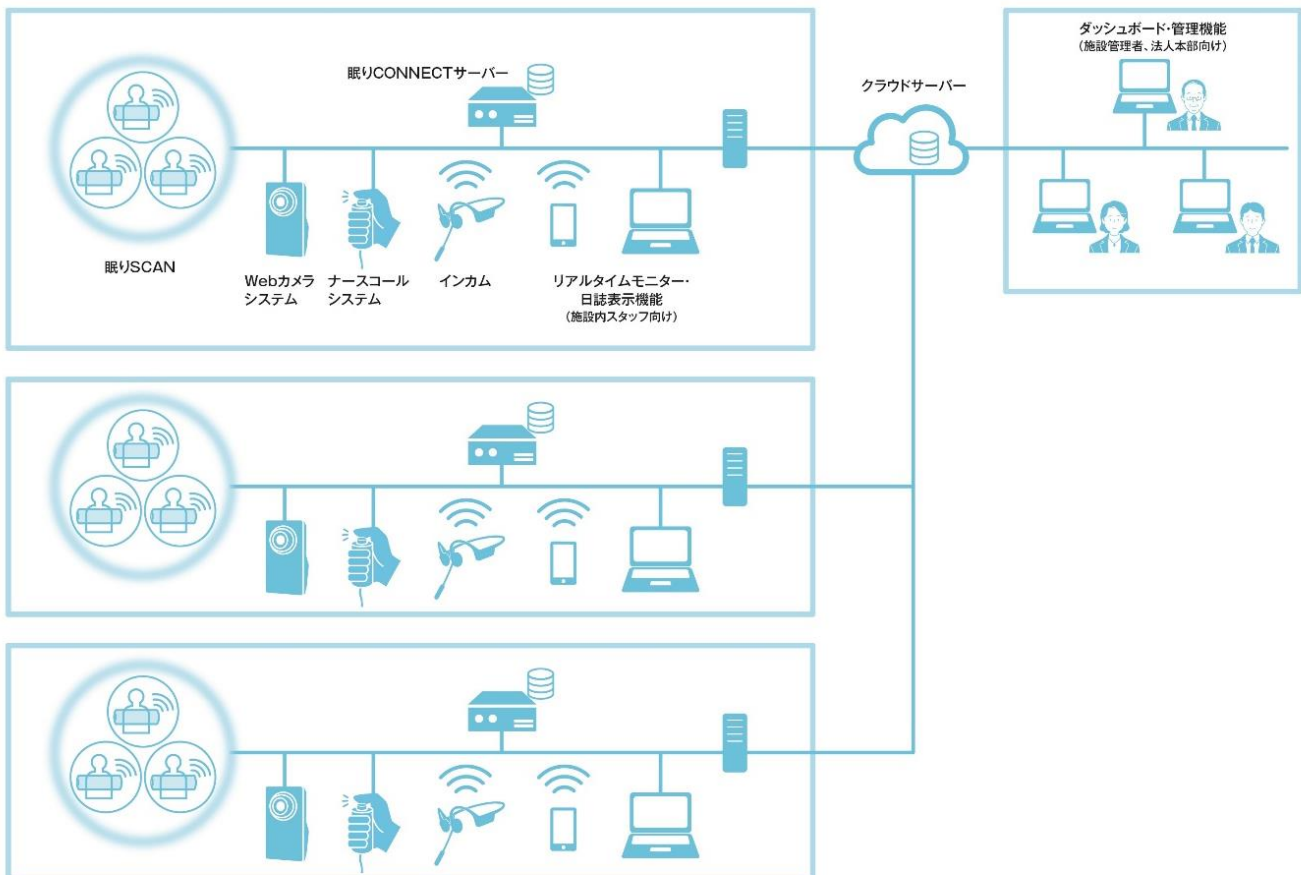 ダッシュボード・管理機能
(施設管理者、法人本部向け)
眠りCONNECTサーバー
クラウドサーバー
眠りSCAN
Webカメラ
システム
ナースコール
システム
インカム
リアルタイムモニター・
日誌表示機能
(施設内スタッフ向け)